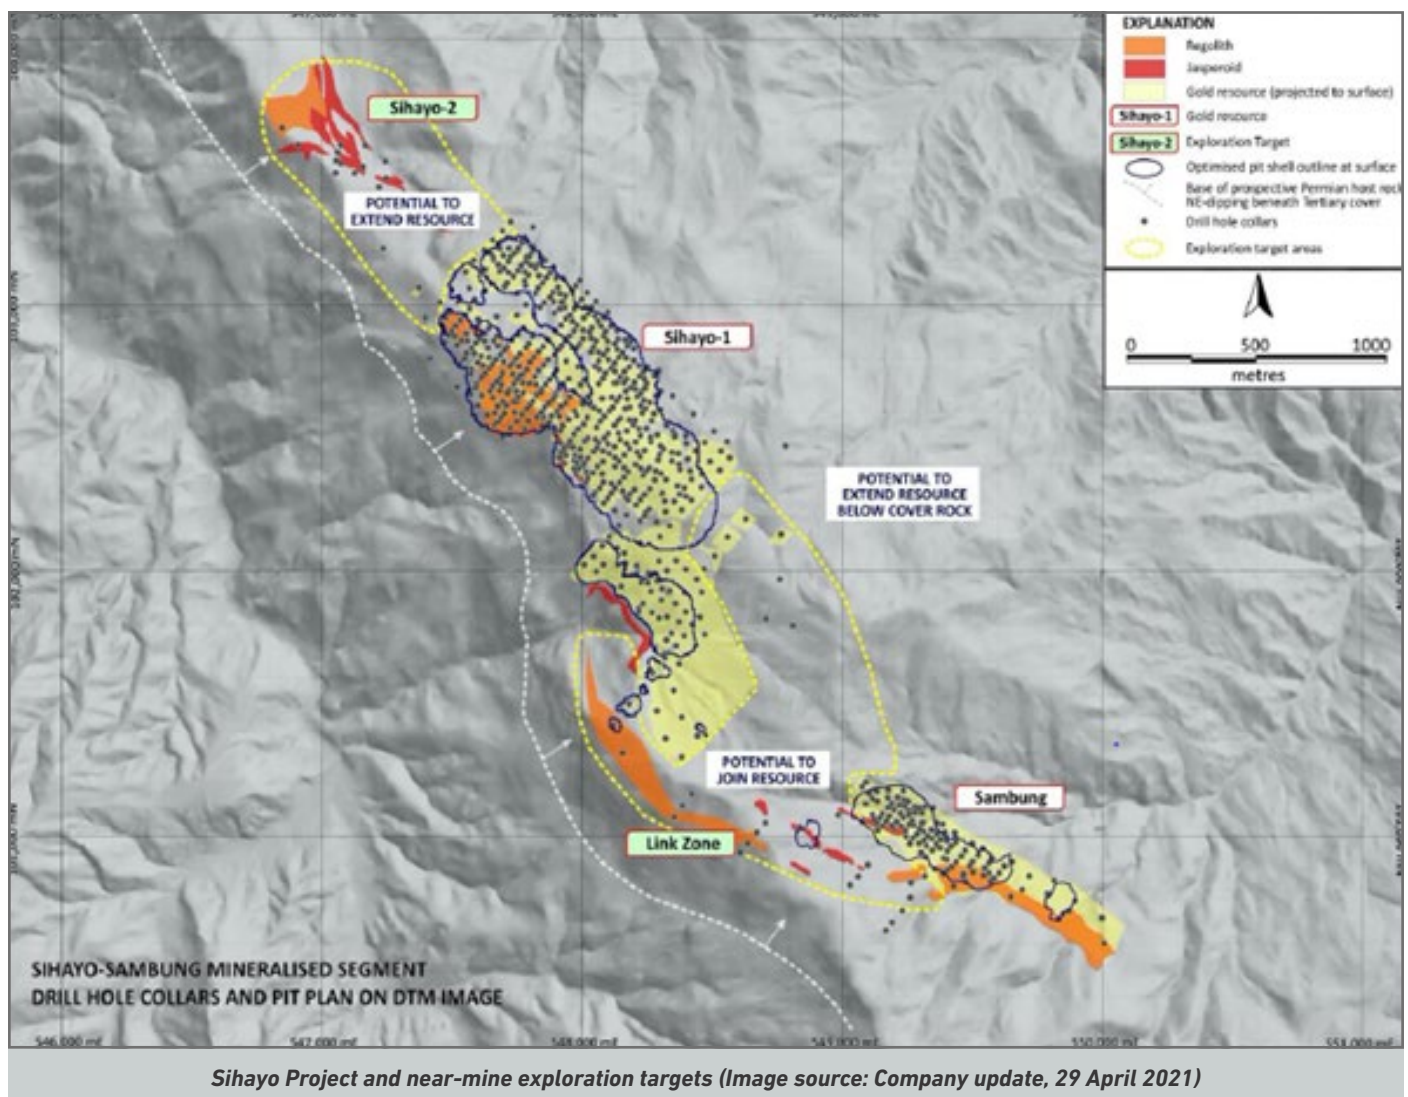 EXPLANATION
Regolith
Jasperoid
Gold resource (projected to surface)
Sihayo-1 Gold resource
Sihayo-2 Exploration Target
Optimised pit shell outline at surface
Base of prospective Permian host rock
NE-dipping beneath Tertiary cover
Drill hole collars
Exploration target areas
0 500 1000
metres
Sihayo-2
POTENTIAL TO
EXTEND RESOURCE
Sihayo-1
POTENTIAL TO
EXTEND RESOURCE
BELOW COVER ROCK
POTENTIAL TO
JOIN RESOURCE
Sambung
Link Zone
SIHAYO-SAMBUNG MINERALISED SEGMENT
DRILL HOLE COLLARS AND PIT PLAN ON DTM IMAGE
546,000 mE 547,000 mE 548,000 mE 549,000 mE 550,000 mE 551,000 mE
Sihayo Project and near-mine exploration targets (Image source: Company update, 29 April 2021)